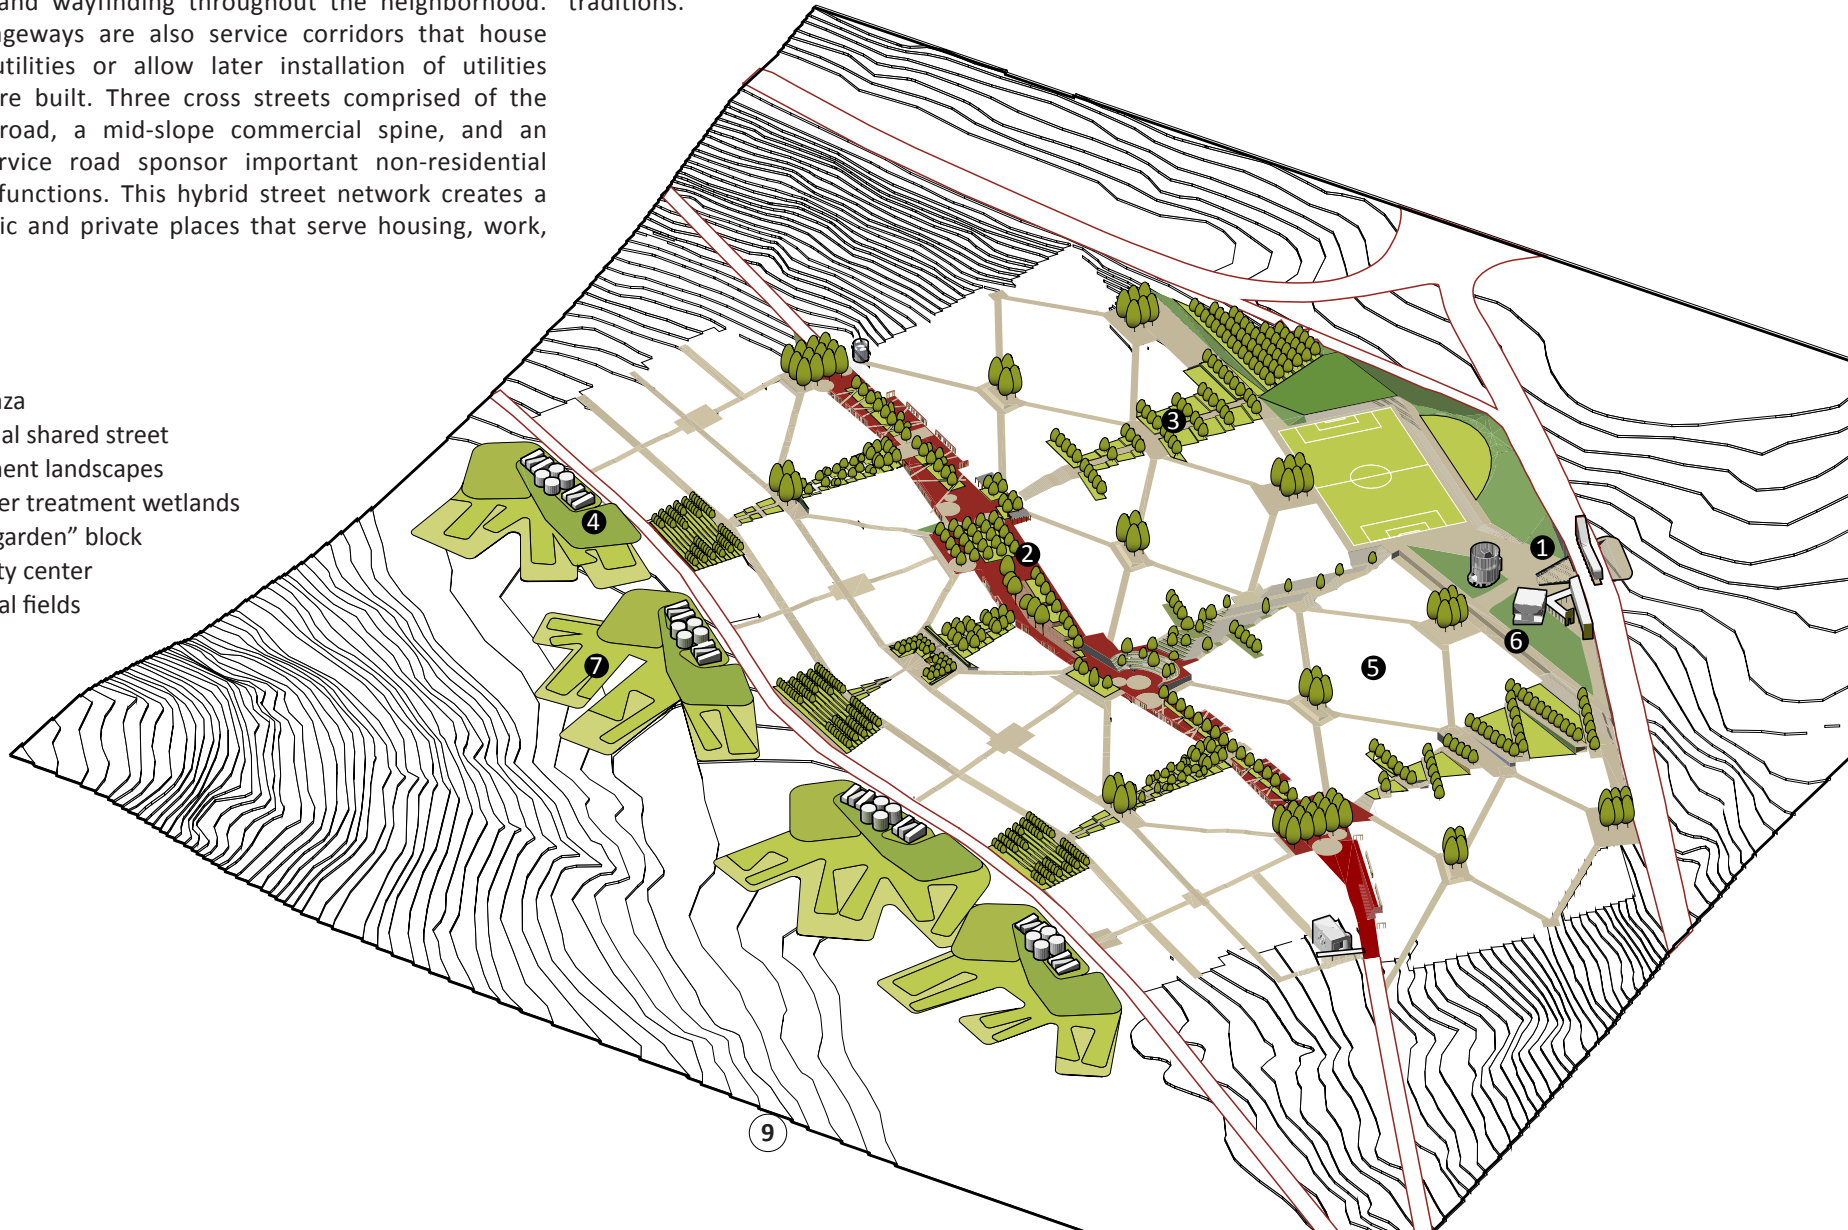 and wayfinding throughout the neighborhood.
ageways are also service corridors that house
utilities or allow later installation of utilities
re built. Three cross streets comprised of the
road, a mid-slope commercial spine, and an
rvice road sponsor important non-residential
functions. This hybrid street network creates a
ic and private places that serve housing, work,
traditions.
za
al shared street
ent landscapes
er treatment wetlands
garden” block
ty center
al fields
3
4
2
1
6
7
5
9